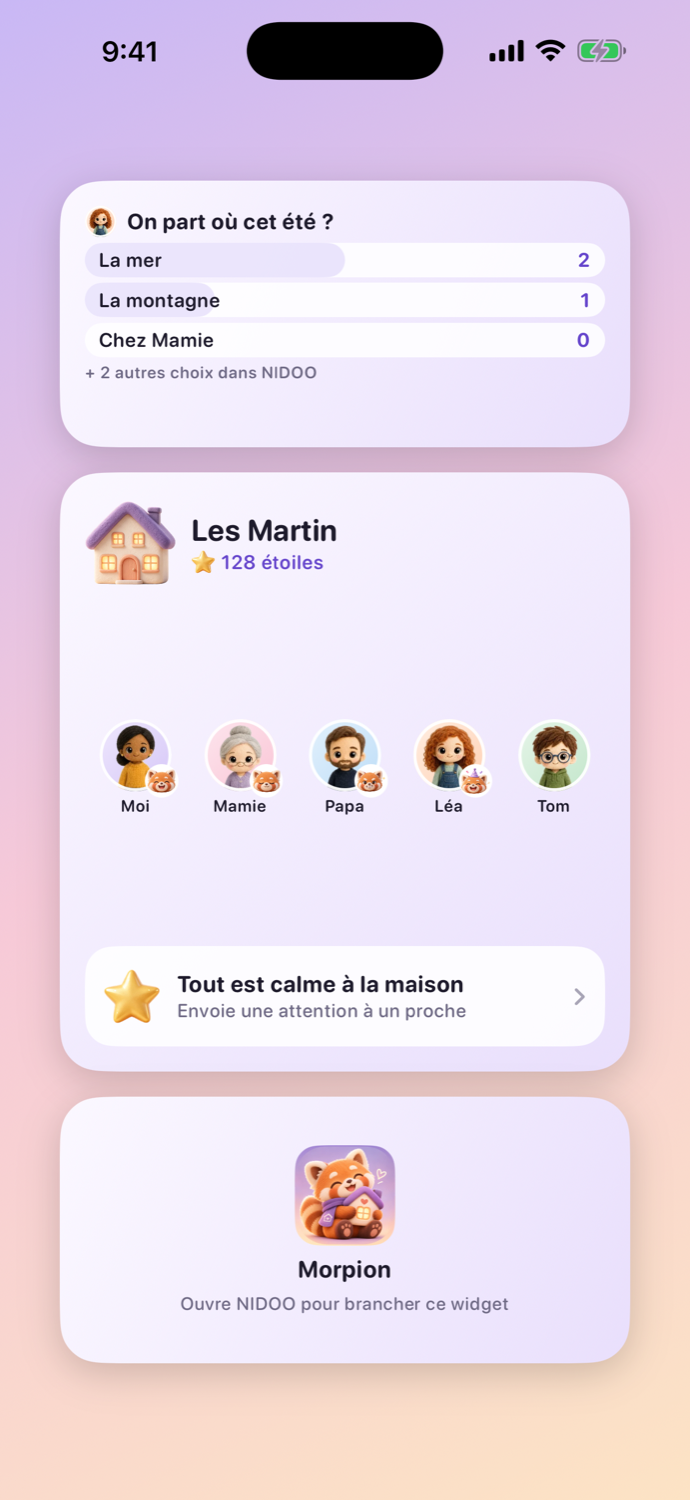 9:41
On part où cet été ?
La mer 2
La montagne 1
Chez Mamie 0
+ 2 autres choix dans NIDOO
Les Martin
128 étoiles
Moi Mamie Papa Léa Tom
Tout est calme à la maison
Envoie une attention à un proche
Morpion
Ouvre NIDOO pour brancher ce widget